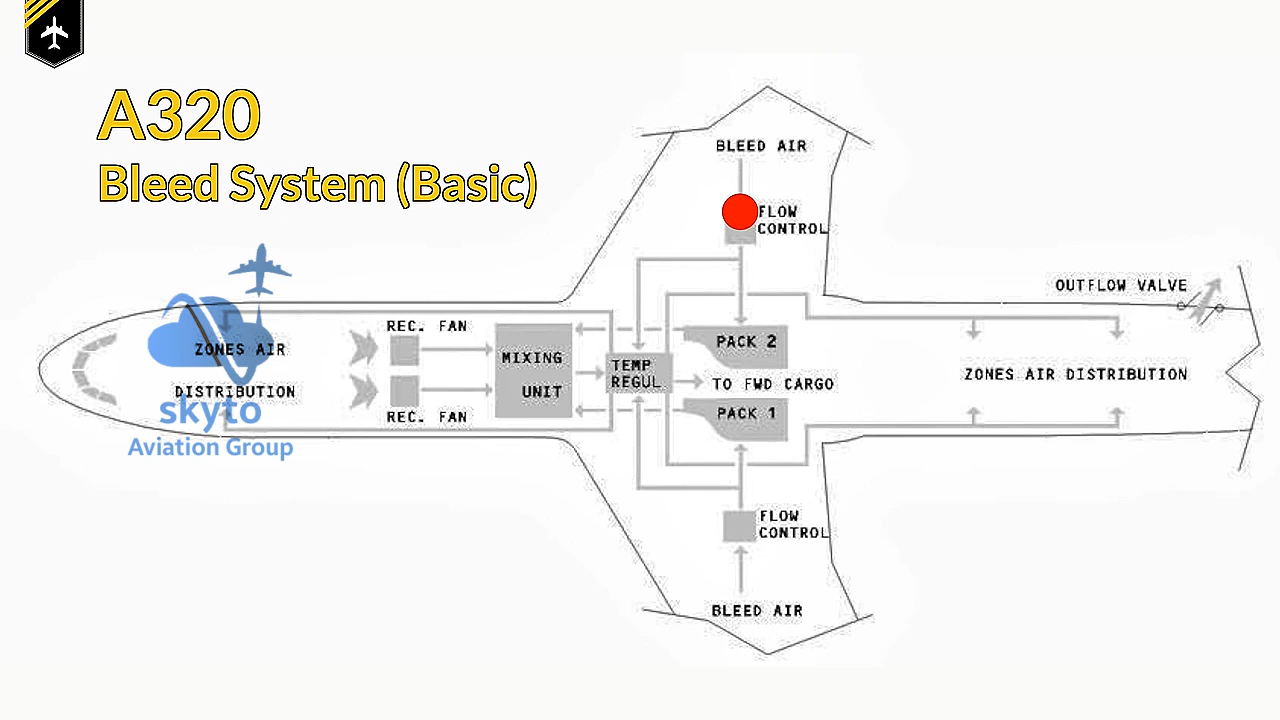 A320
Bleed System (Basic)
BLEED AIR
FLOW
CONTROL
OUTFLOW VALVE
REC. FAN
ZONES AIR
DISTRIBUTION
MIXING
UNIT
REC. FAN
TEMP
REGUL
PACK 2
TO FWD CARGO
PACK 1
ZONES AIR DISTRIBUTION
skyto
Aviation Group
FLOW
CONTROL
BLEED AIR